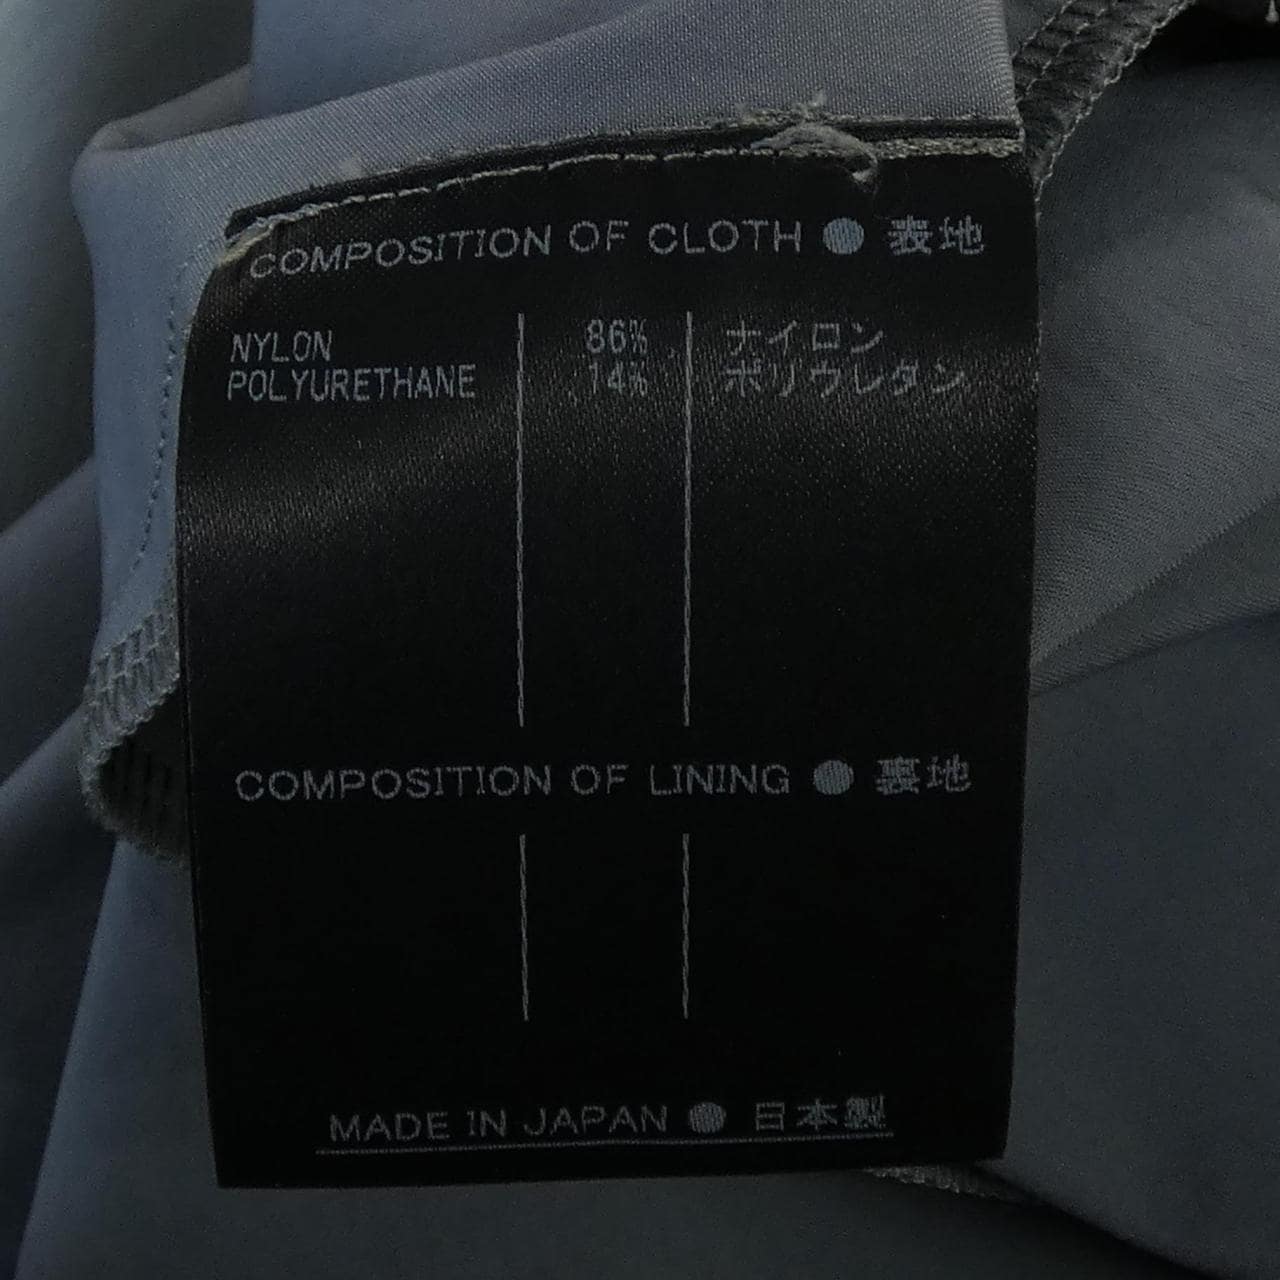 COMPOSITION OF CLOTH ● 表地
NYLON 86% ナイロン
POLYURETHANE 14% ポリウレタン
COMPOSITION OF LINING ● 裏地
MADE IN JAPAN ● 日本製